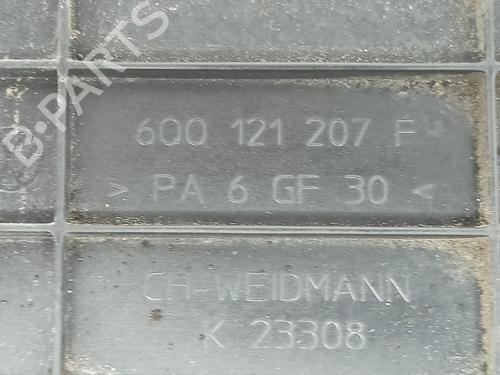 B-PARTS
6Q0 121 207 F
> PA 6 GF 30 <
CH-WEIDMANN
K 23308